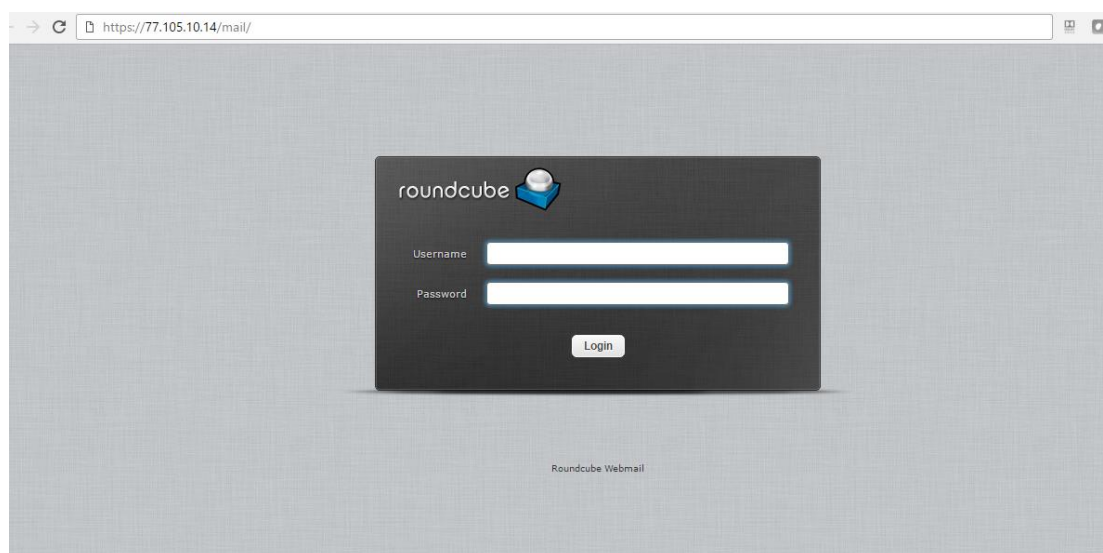 https://77.105.10.14/mail/
roundcube
Username
Password
Login
Roundcube Webmail